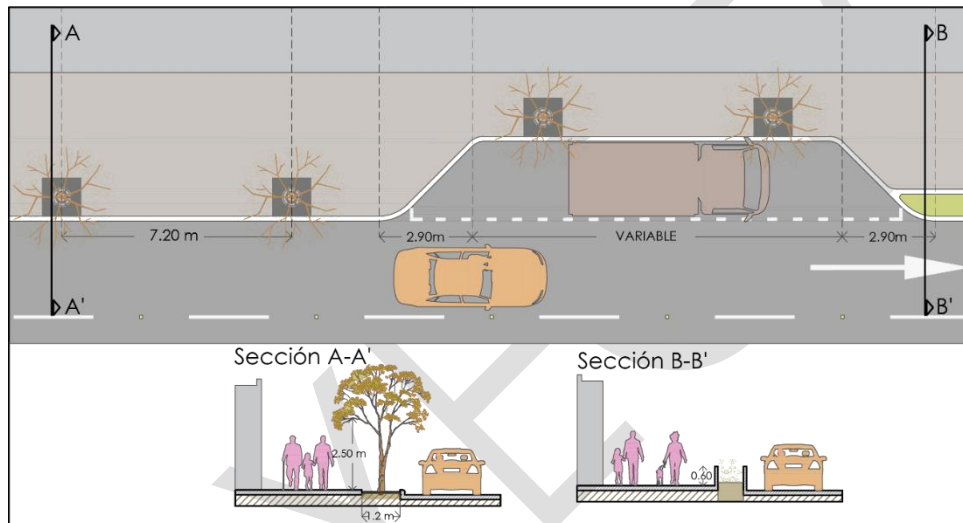 A
B
7.20 m
2.90m
VARIABLE
2.90m
A'
B'
Sección A-A'
Sección B-B'
2.50 m
0.60
1.2 m